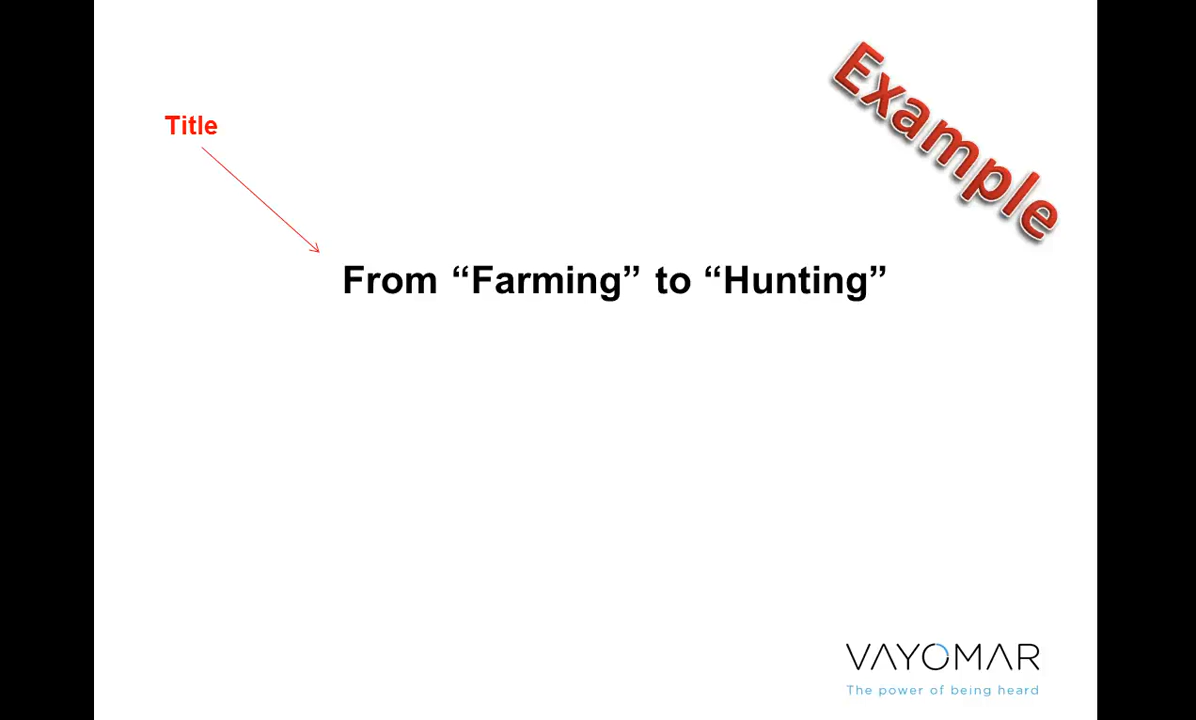 Example
Title
From “Farming” to “Hunting”
VAYOMAR
The power of being heard